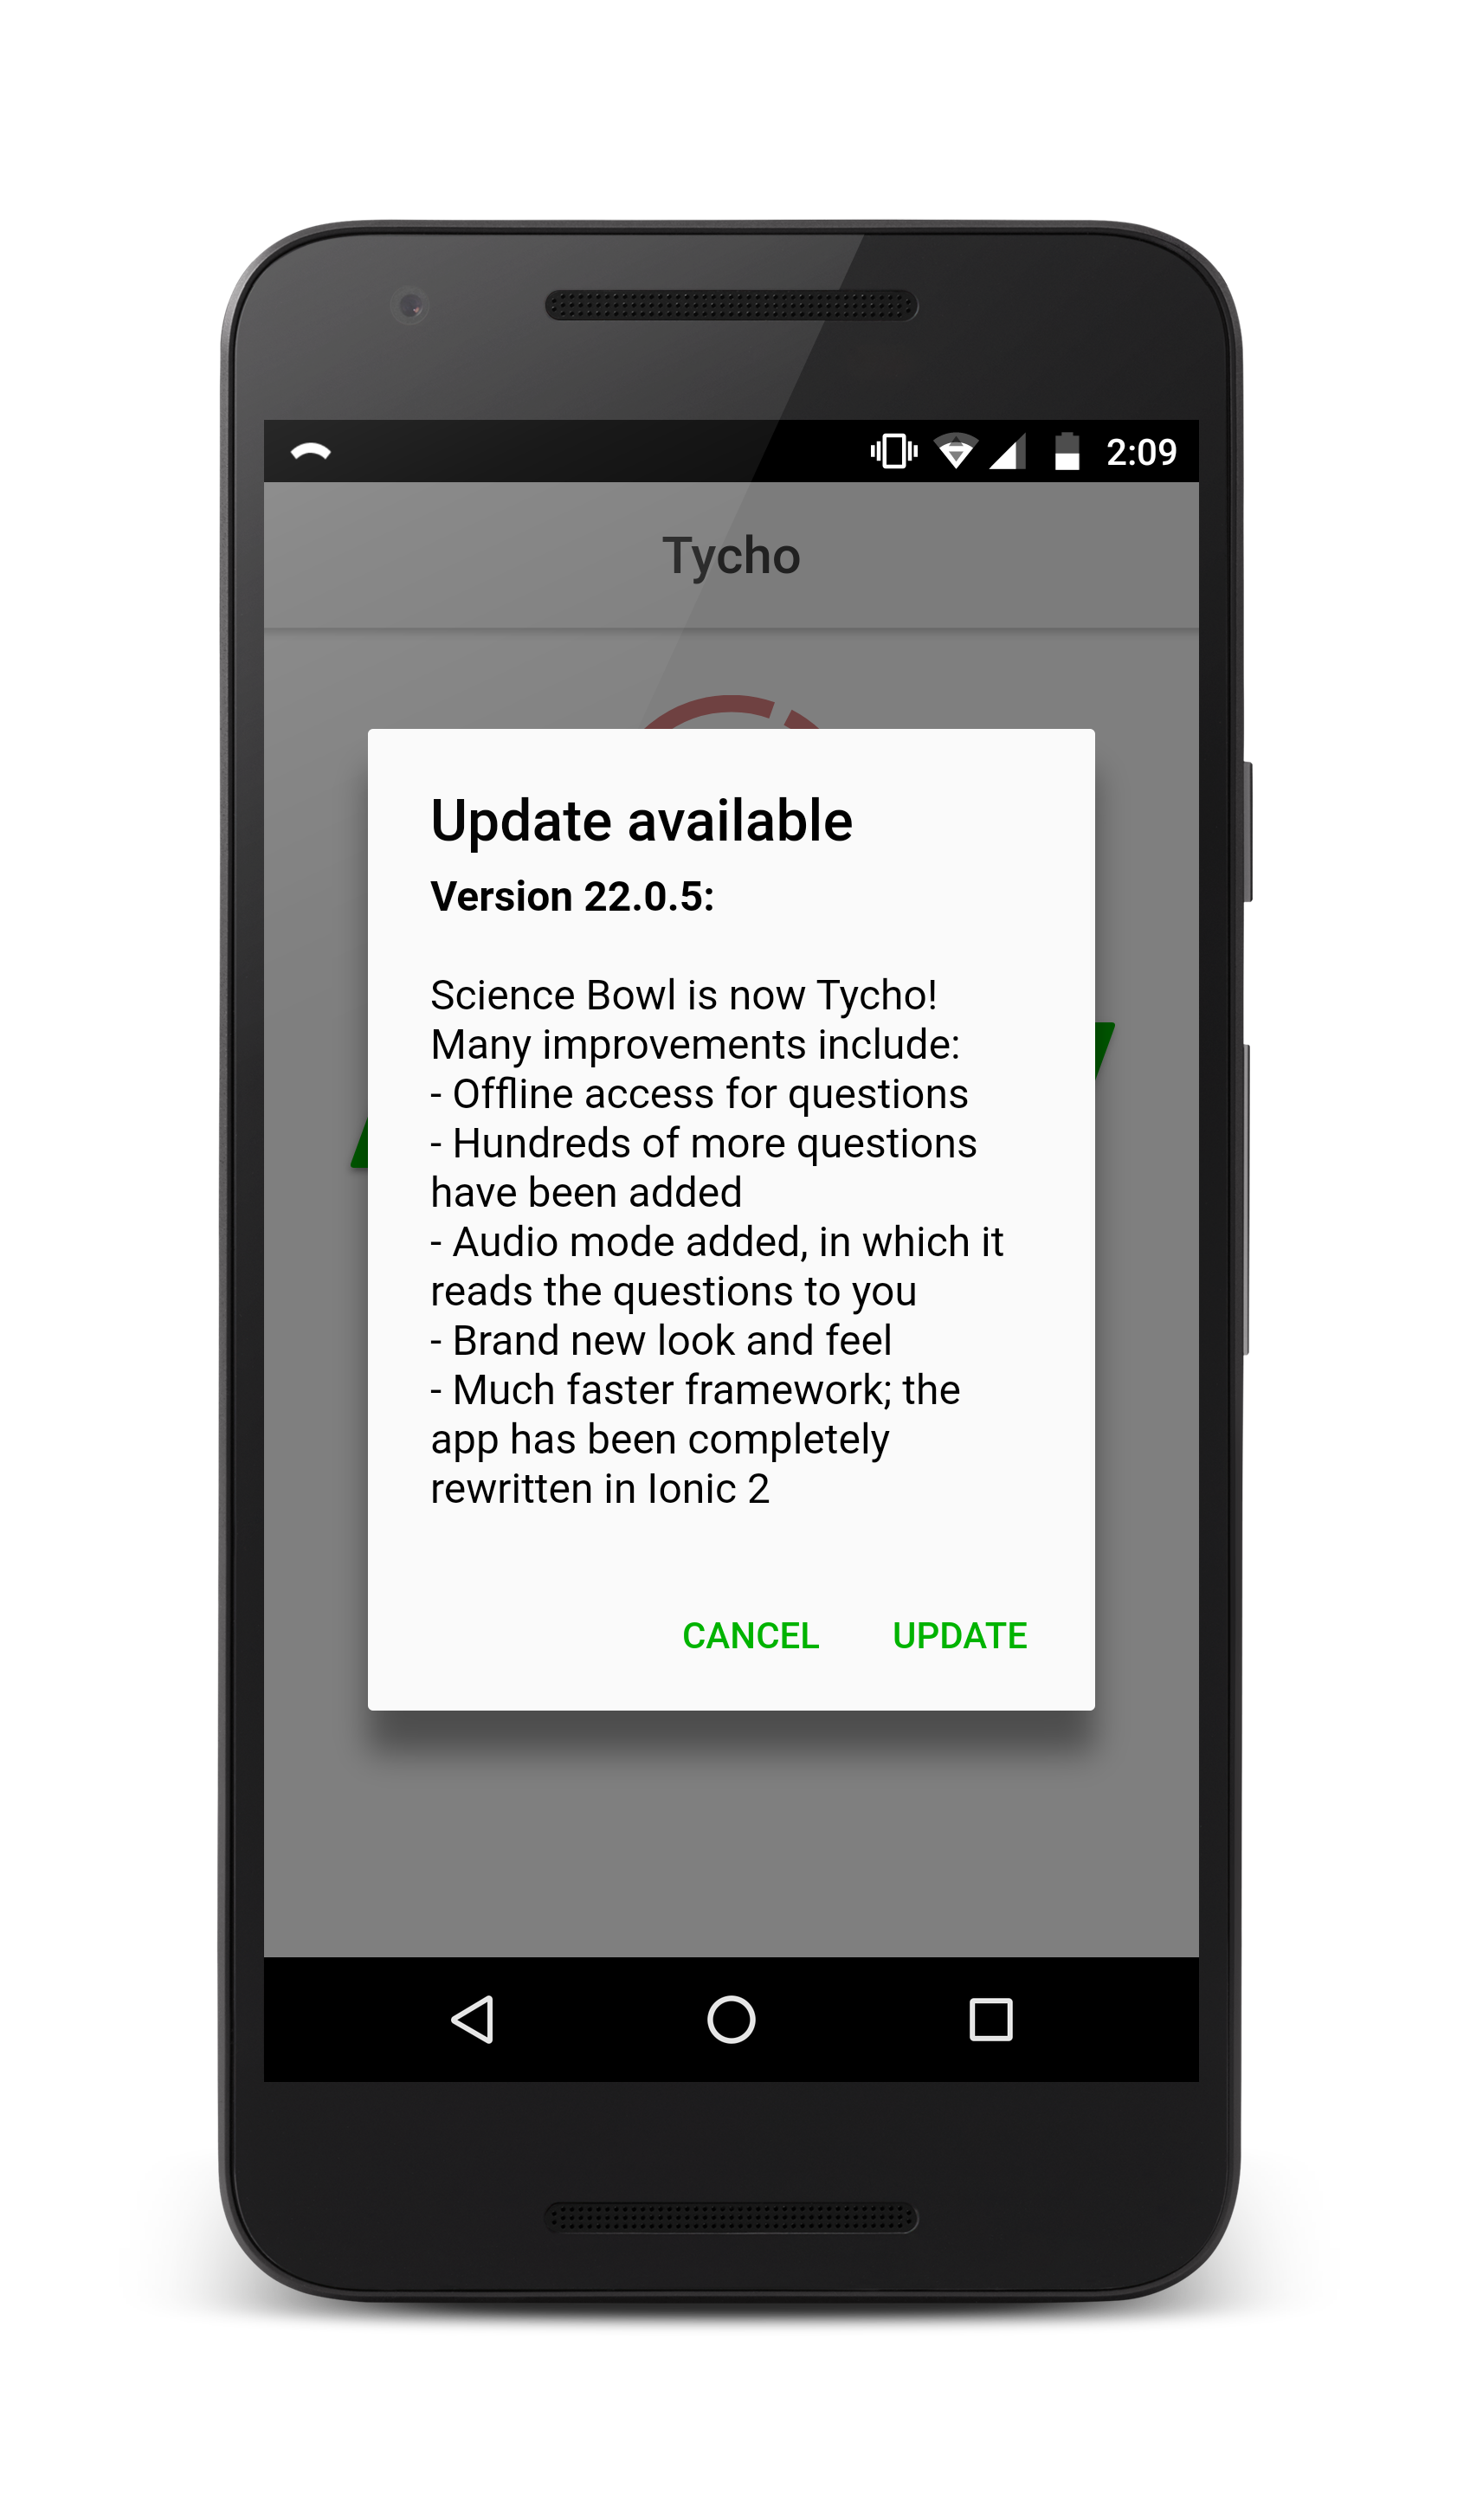 2:09
Tycho
Update available
Version 22.0.5:
Science Bowl is now Tycho!
Many improvements include:
- Offline access for questions
- Hundreds of more questions
have been added
- Audio mode added, in which it
reads the questions to you
- Brand new look and feel
- Much faster framework; the
app has been completely
rewritten in Ionic 2
CANCEL UPDATE